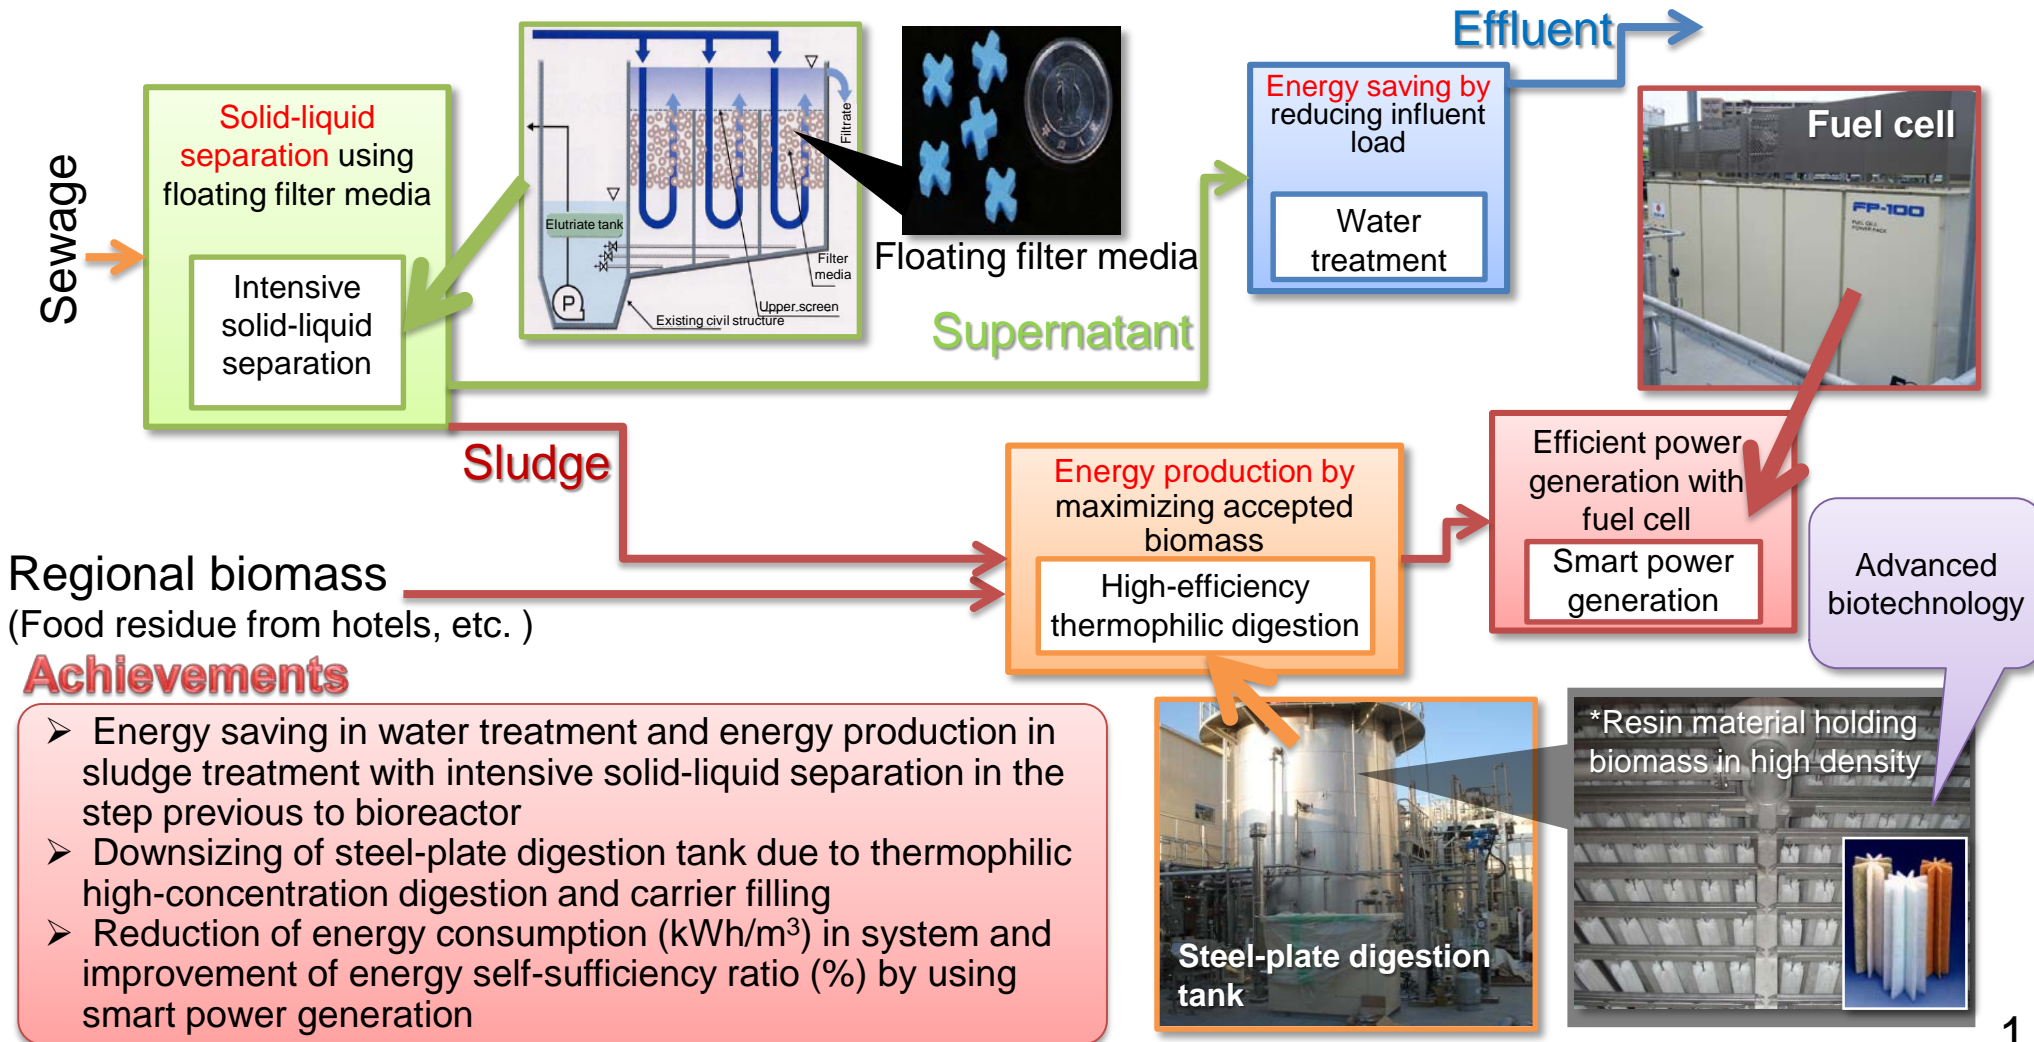 Sewage
Solid-liquid
separation using
floating filter media
Intensive
solid-liquid
separation
Filtrate
Elutriate tank
Filter
media
Upper screen
Existing civil structure
P
Floating filter media
Supernatant
Effluent
Energy saving by
reducing influent
load
Water
treatment
Fuel cell
FP-100
FUEL CELL
POWER PACK
Sludge
Regional biomass
(Food residue from hotels, etc. )
Energy production by
maximizing accepted
biomass
High-efficiency
thermophilic digestion
Efficient power
generation with
fuel cell
Smart power
generation
Advanced
biotechnology
Achievements
➢ Energy saving in water treatment and energy production in
sludge treatment with intensive solid-liquid separation in the
step previous to bioreactor
➢ Downsizing of steel-plate digestion tank due to thermophilic
high-concentration digestion and carrier filling
➢ Reduction of energy consumption (kWh/m³) in system and
improvement of energy self-sufficiency ratio (%) by using
smart power generation
Steel-plate digestion
tank
*Resin material holding
biomass in high density
1